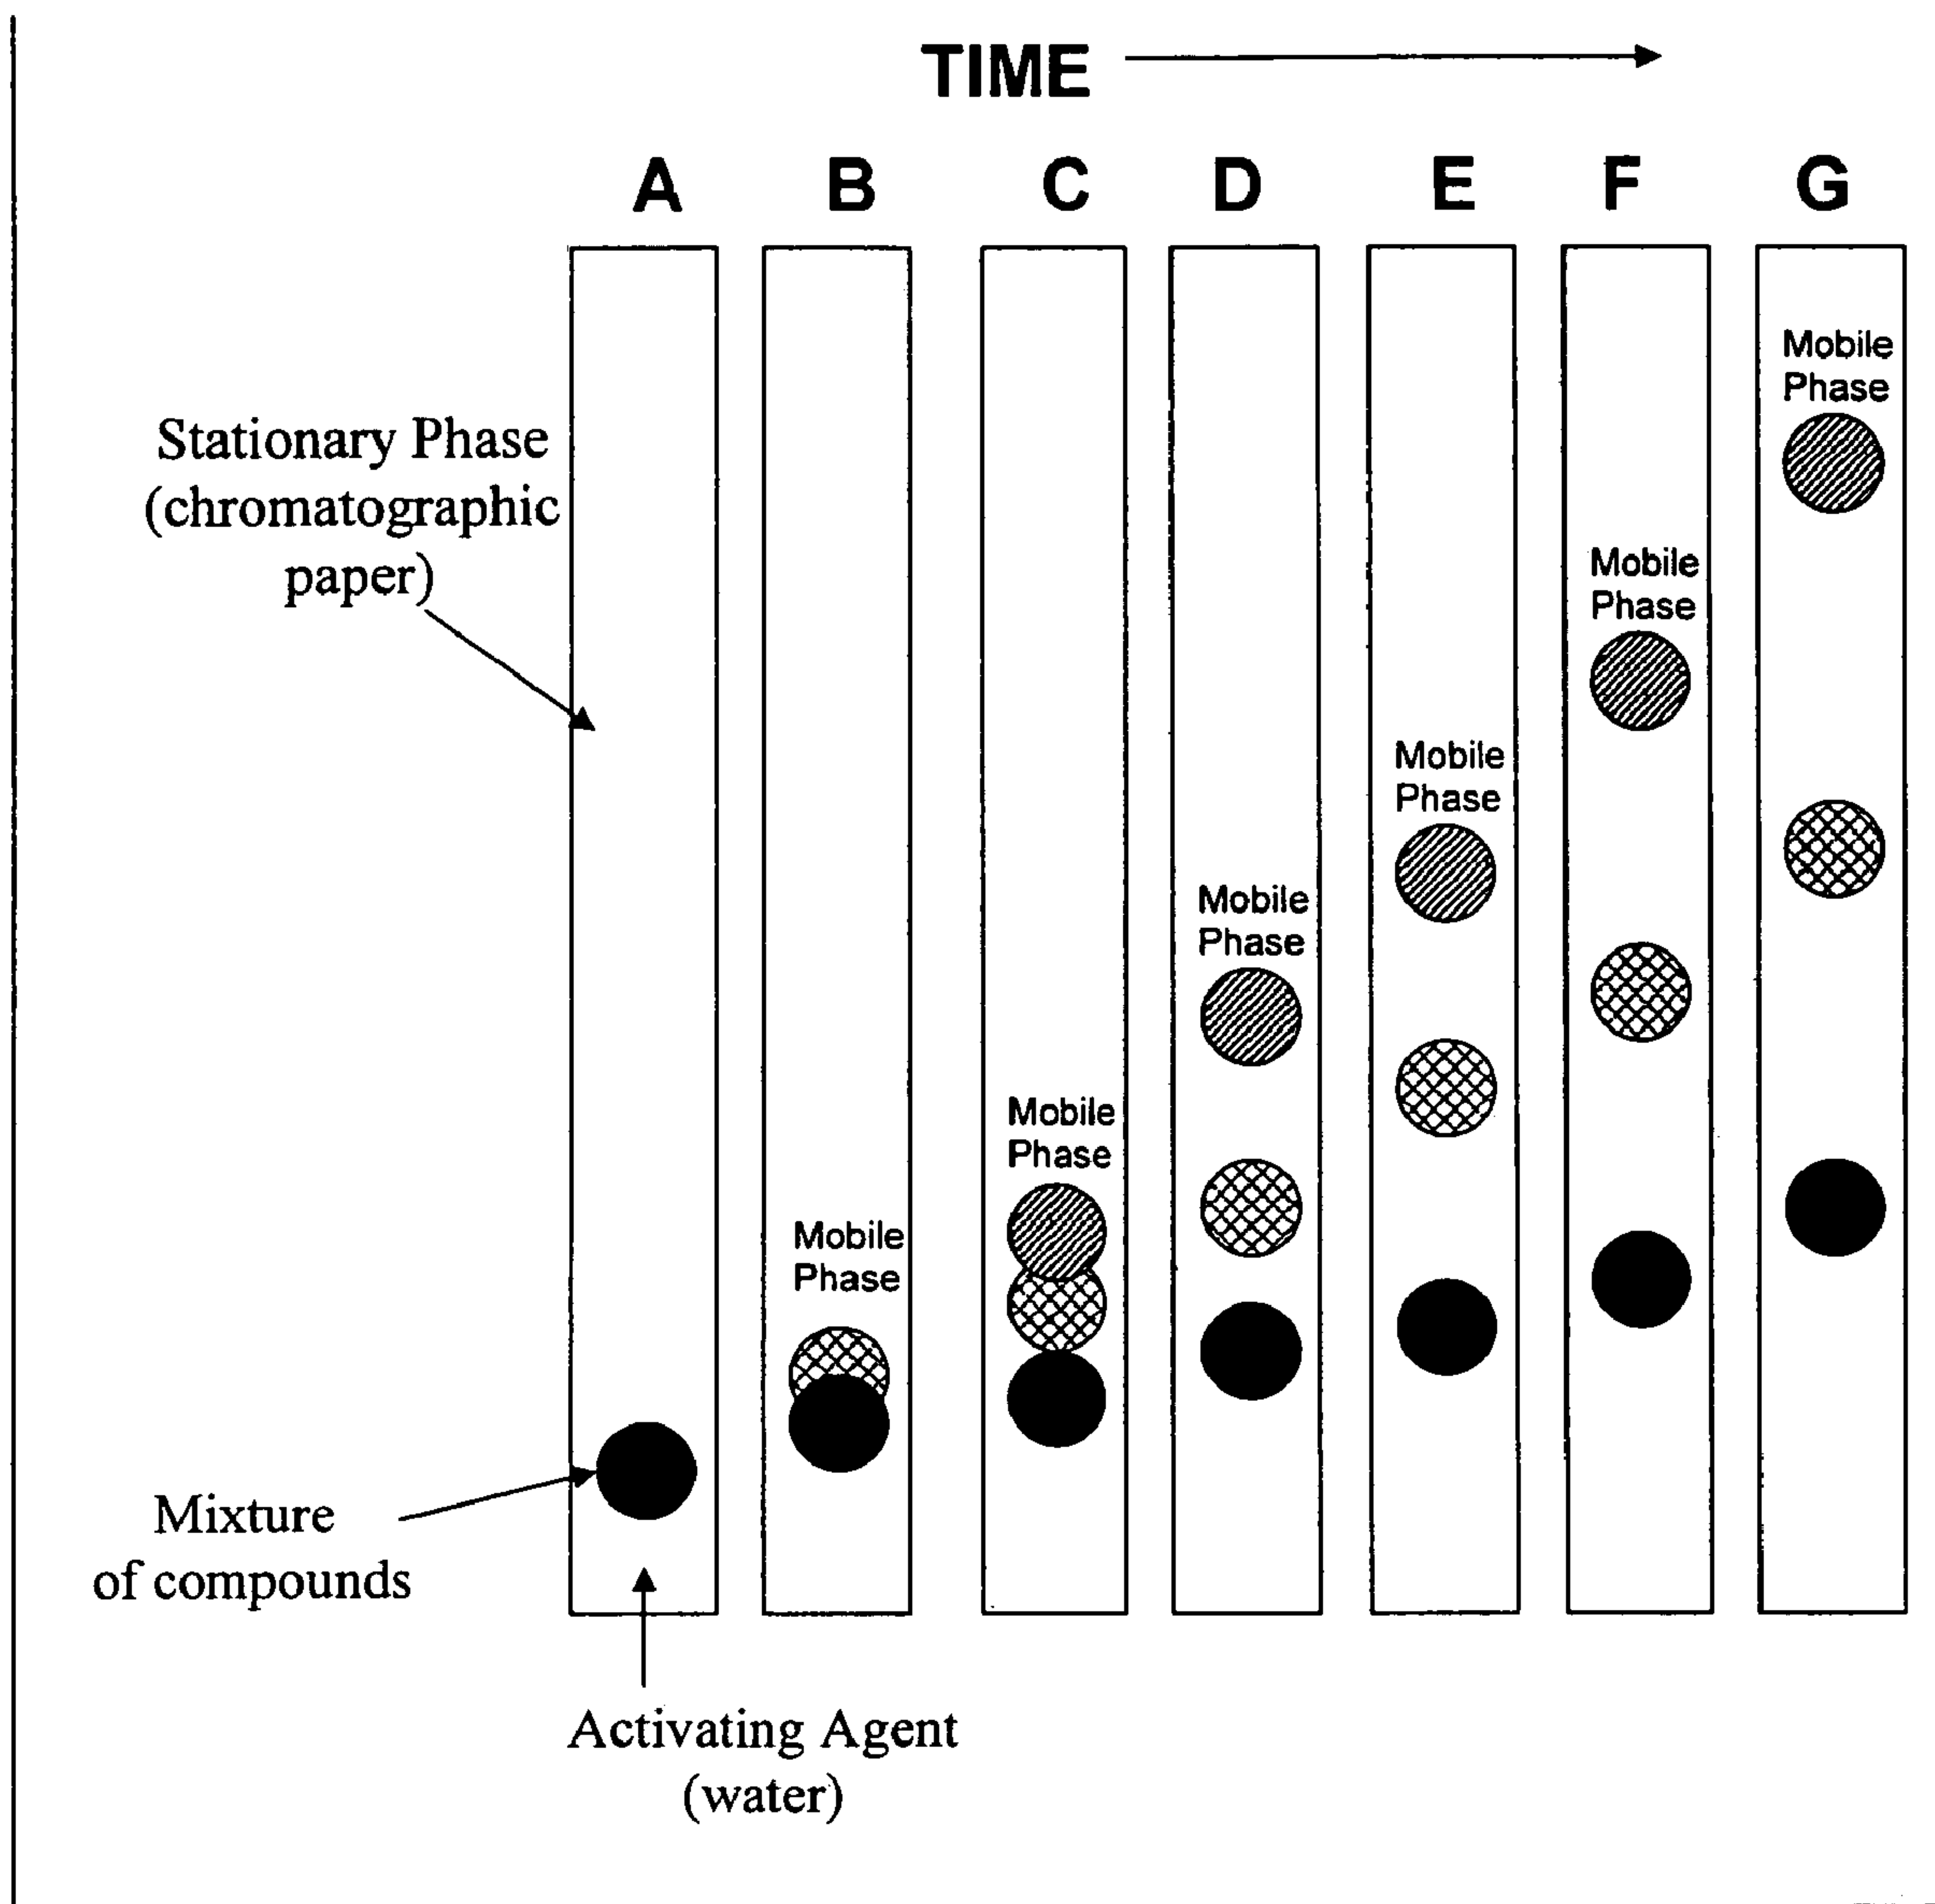 TIME
A B C D E F G
Mobile
Phase
Stationary Phase
(chromatographic
paper)
Mobile
Phase
Mobile
Phase
Mobile
Phase
Mobile
Phase
Mobile
Phase
Mixture
of compounds
Activating Agent
(water)